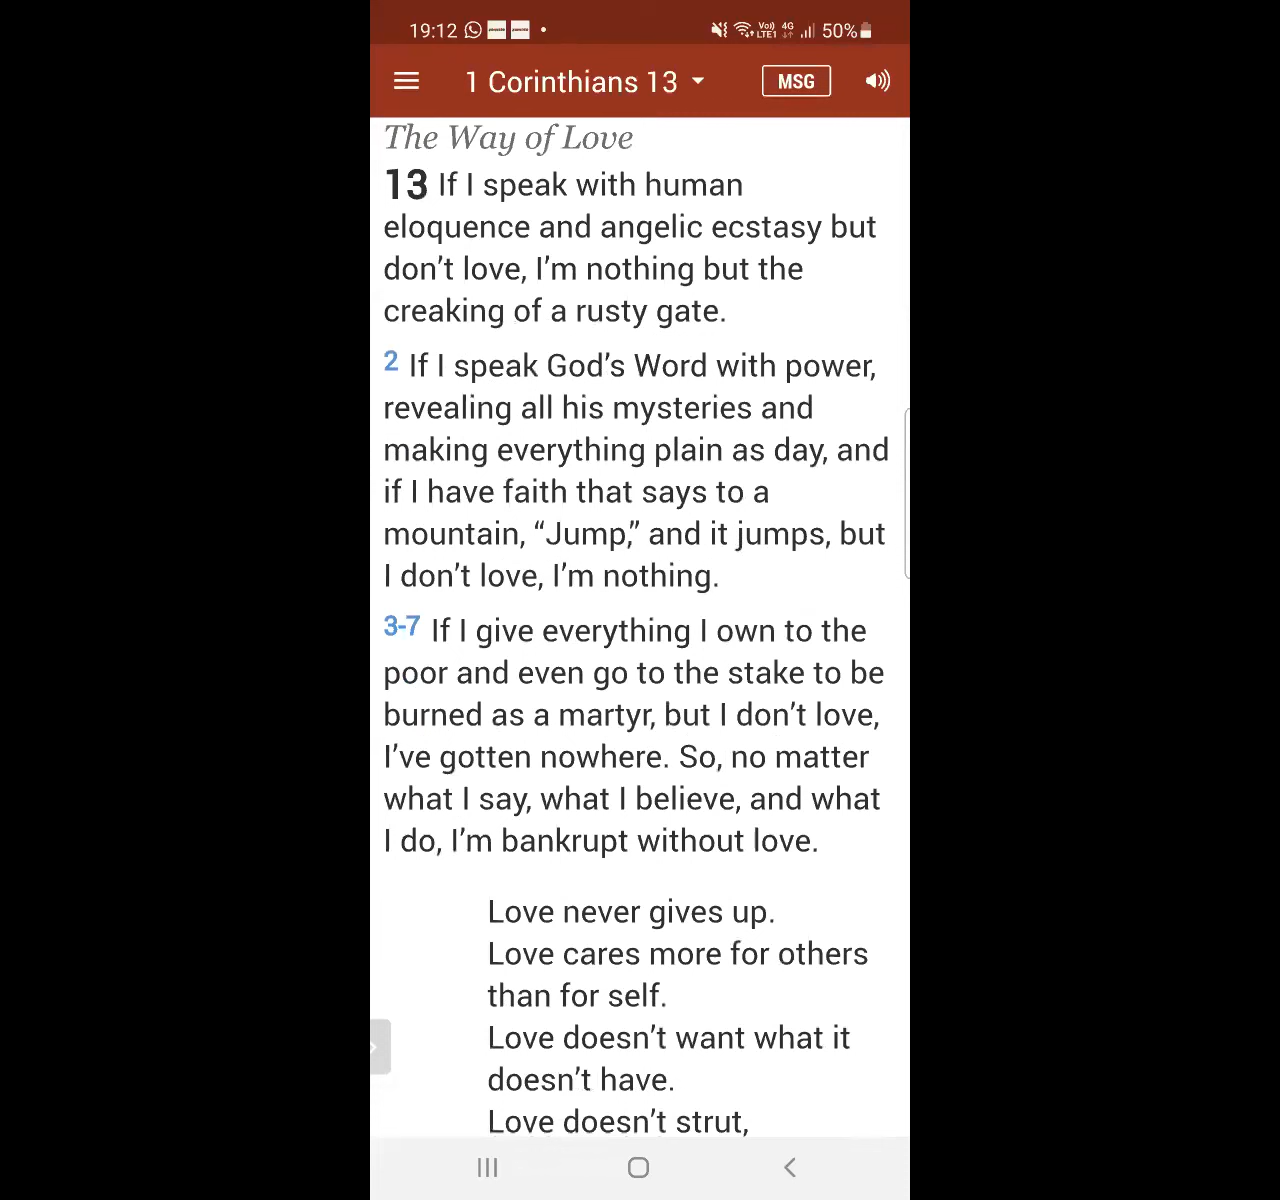 19:12 VoLTE1 4G 50%
1 Corinthians 13 MSG
The Way of Love
13 If I speak with human
eloquence and angelic ecstasy but
don’t love, I’m nothing but the
creaking of a rusty gate.
2 If I speak God’s Word with power,
revealing all his mysteries and
making everything plain as day, and
if I have faith that says to a
mountain, “Jump,” and it jumps, but
I don’t love, I’m nothing.
3-7 If I give everything I own to the
poor and even go to the stake to be
burned as a martyr, but I don’t love,
I’ve gotten nowhere. So, no matter
what I say, what I believe, and what
I do, I’m bankrupt without love.
Love never gives up.
Love cares more for others
than for self.
Love doesn’t want what it
doesn’t have.
Love doesn’t strut,